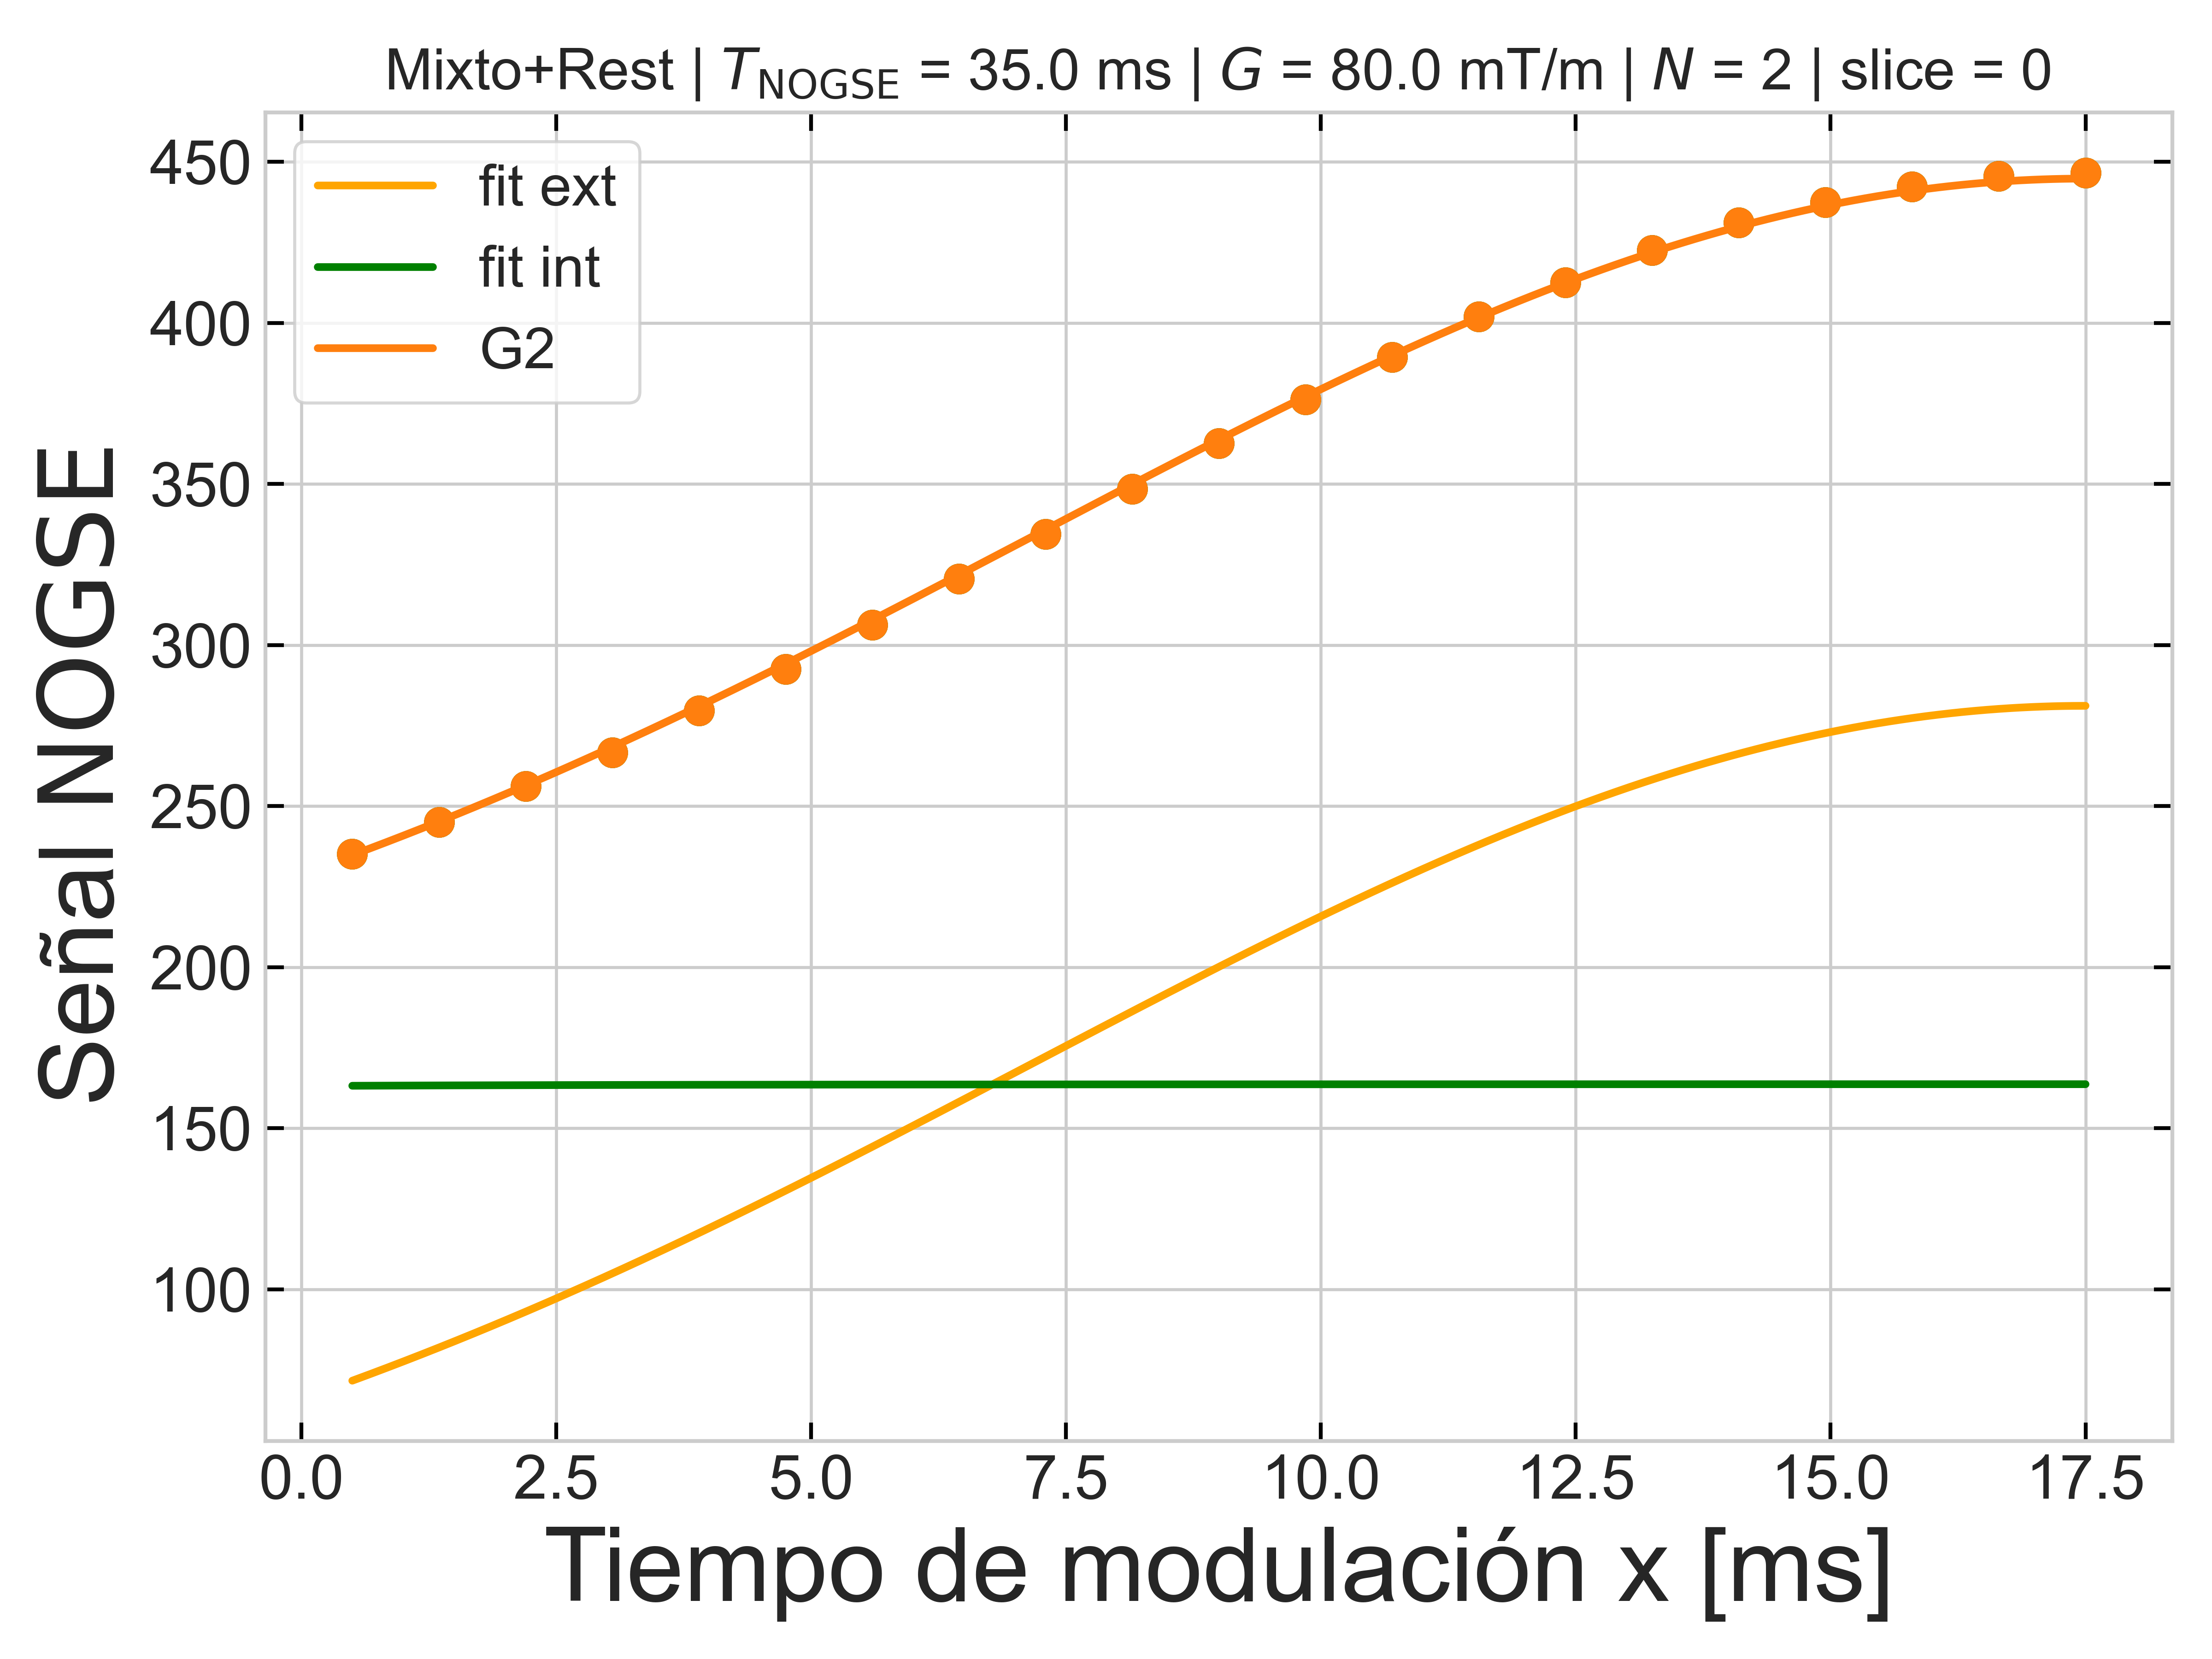 Mixto+Rest | T_NOGSE = 35.0 ms | G = 80.0 mT/m | N = 2 | slice = 0
fit ext
fit int
G2
Señal NOGSE
450
400
350
300
250
200
150
100
0.0 2.5 5.0 7.5 10.0 12.5 15.0 17.5
Tiempo de modulación x [ms]